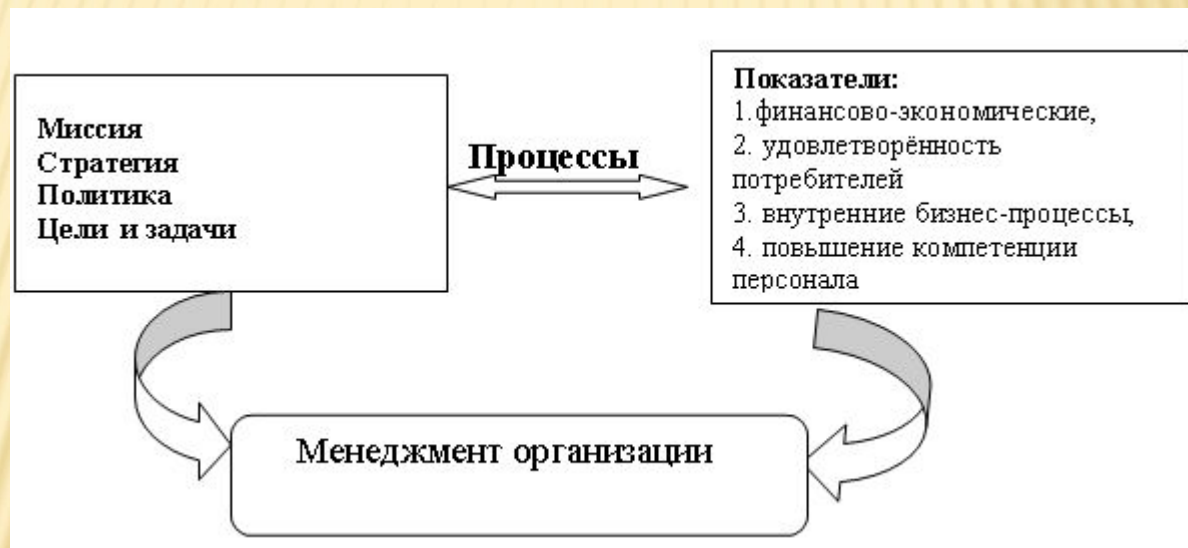 Миссия
Стратегия
Политика
Цели и задачи
Процессы
Показатели:
1.финансово-экономические,
2. удовлетворённость
потребителей
3. внутренние бизнес-процессы,
4. повышение компетенции
персонала
Менеджмент организации